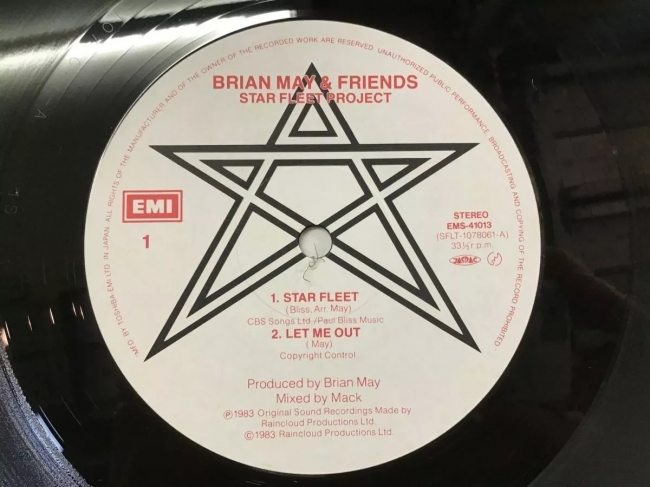 ALL RIGHTS OF THE MANUFACTURER AND OF THE OWNER OF THE RECORDED WORK ARE RESERVED. UNAUTHORIZED PUBLIC PERFORMANCE, BROADCASTING AND COPYING OF THE RECORD PROHIBITED.
BRIAN MAY & FRIENDS
STAR FLEET PROJECT
EMI
1
STEREO
EMS-41013
(SFLT-1078061-A)
33⅓ r.p.m.
JASRAC
1. STAR FLEET
(Bliss, Arr. May)
CBS Songs Ltd./Paul Bliss Music
2. LET ME OUT
(May)
Copyright Control
Produced by Brian May
Mixed by Mack
Ⓟ1983 Original Sound Recordings Made by
Raincloud Productions Ltd.
©1983 Raincloud Productions Ltd.
MFD. BY TOSHIBA-EMI LTD. IN JAPAN.